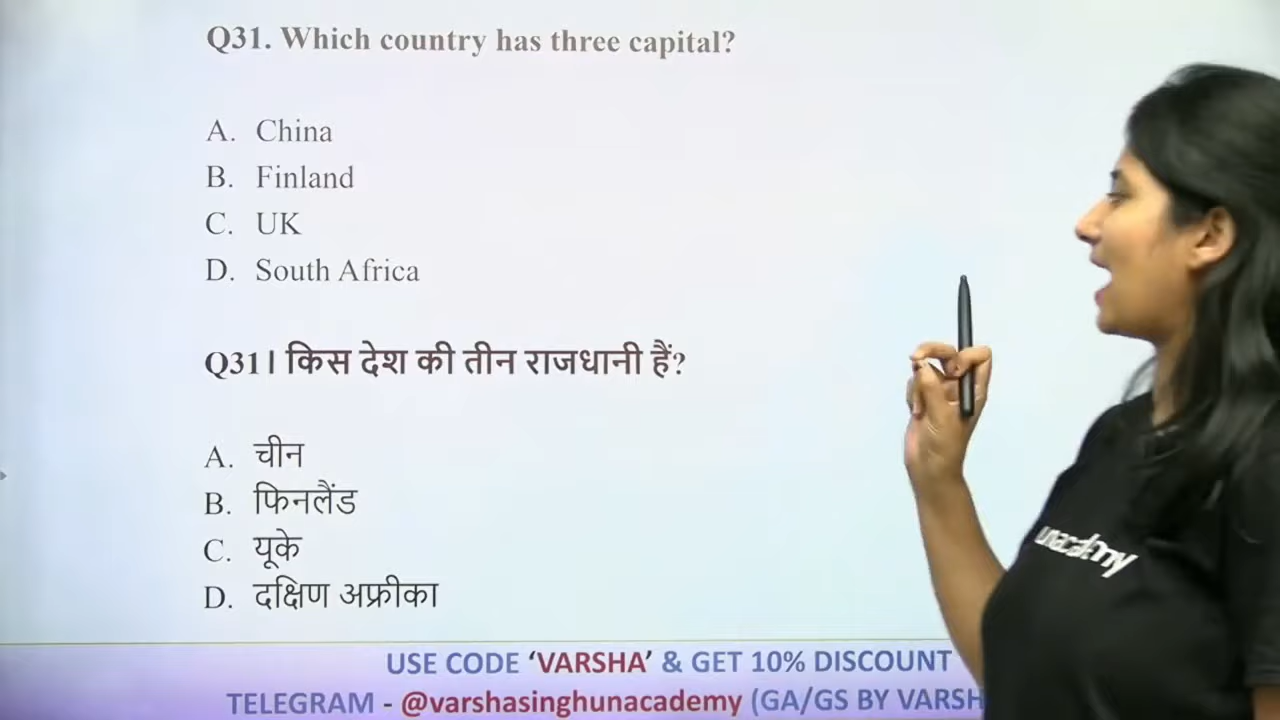 Q31. Which country has three capital?
A. China
B. Finland
C. UK
D. South Africa
Q31। किस देश की तीन राजधानी हैं?
A. चीन
B. फिनलैंड
C. यूके
D. दक्षिण अफ्रीका
unacademy
USE CODE ‘VARSHA’ & GET 10% DISCOUNT
TELEGRAM - @varshasinghunacademy (GA/GS BY VARSH